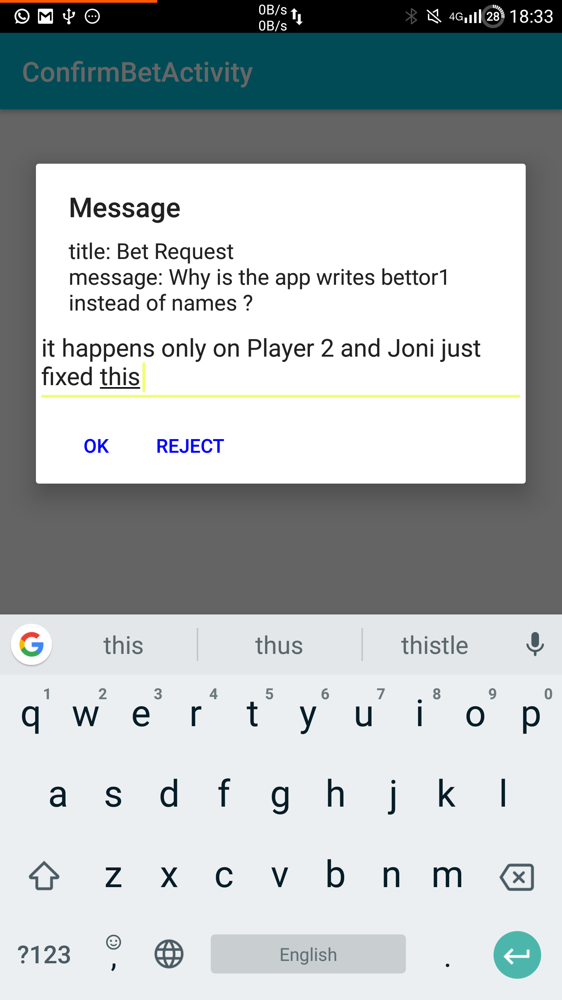 0B/s
0B/s
4G 28 18:33
ConfirmBetActivity
Message
title: Bet Request
message: Why is the app writes bettor1
instead of names ?
it happens only on Player 2 and Joni just
fixed this
OK REJECT
this thus thistle
1 2 3 4 5 6 7 8 9 0
q w e r t y u i o p
a s d f g h j k l
z x c v b n m
?123 , English .